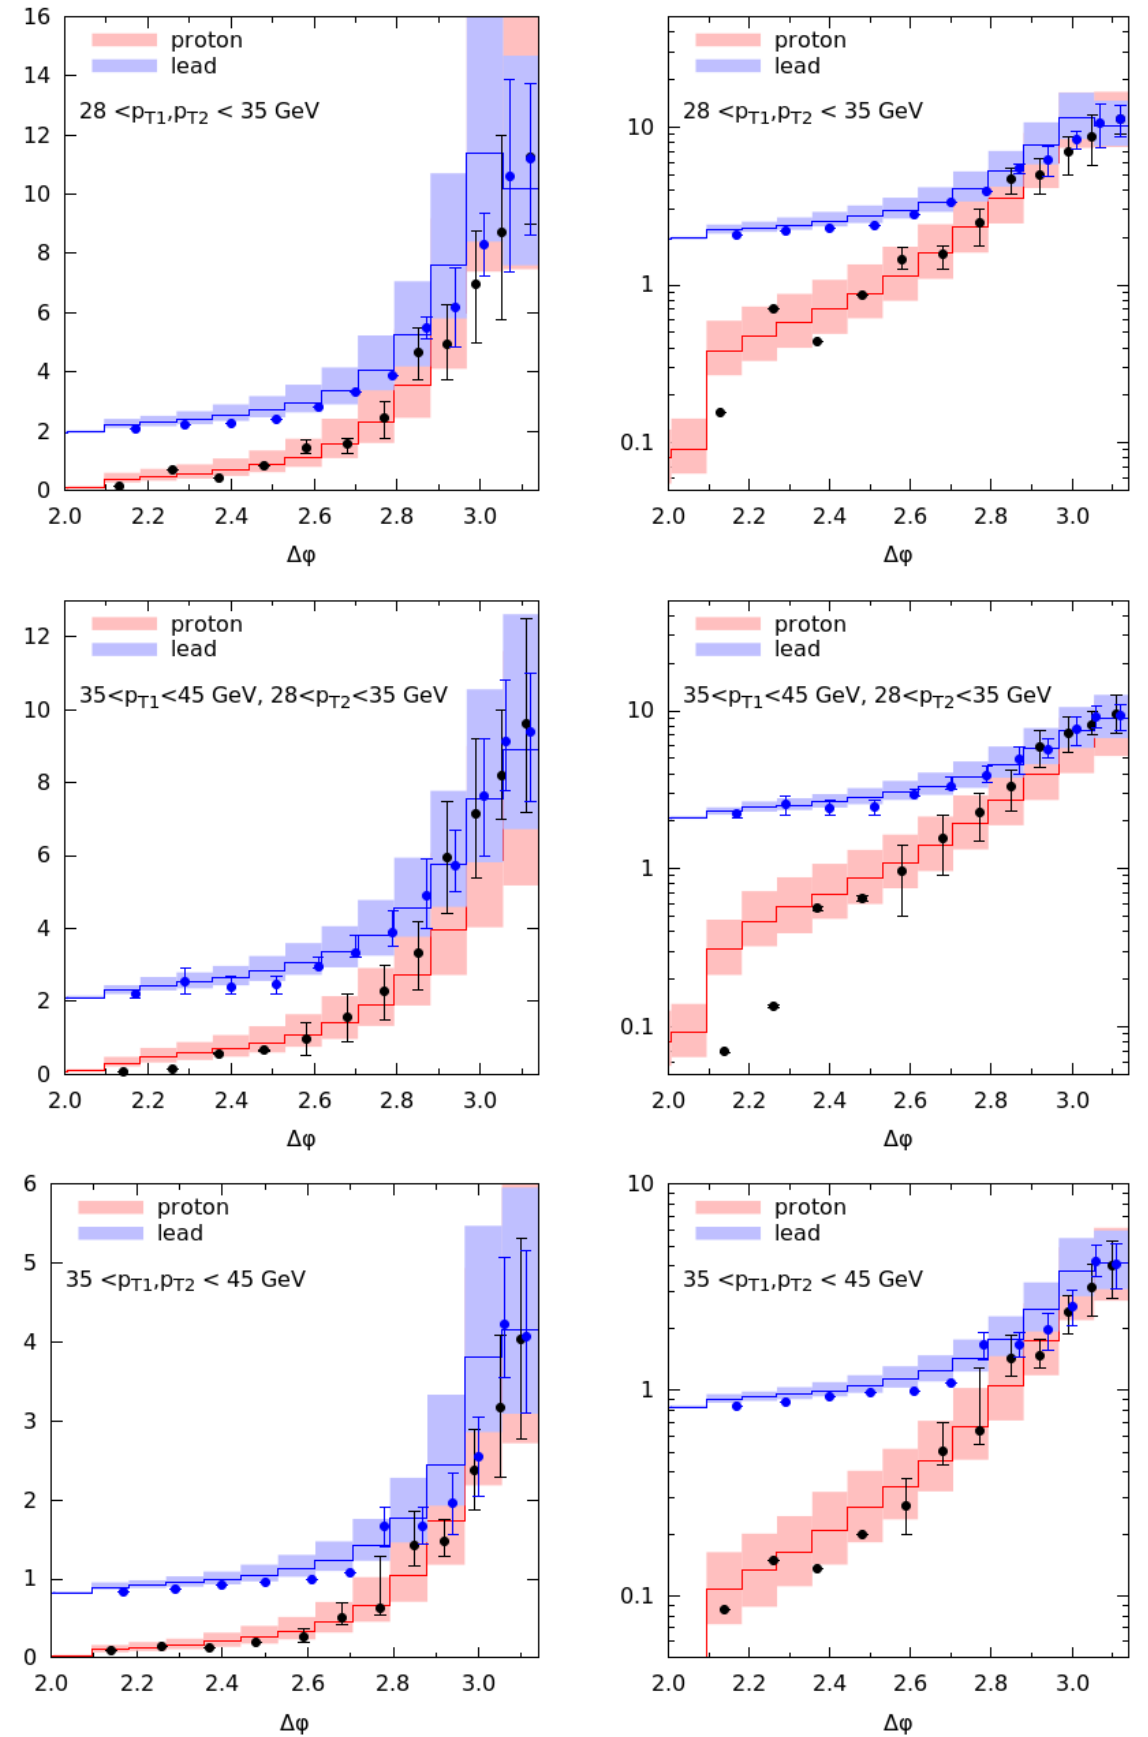 16
14
12
10
8
6
4
2
0
proton
lead
28 <pT1,pT2 < 35 GeV
2.0 2.2 2.4 2.6 2.8 3.0
Δφ
10
1
0.1
proton
lead
28 <pT1,pT2 < 35 GeV
2.0 2.2 2.4 2.6 2.8 3.0
Δφ
12
10
8
6
4
2
0
proton
lead
35<pT1<45 GeV, 28<pT2<35 GeV
2.0 2.2 2.4 2.6 2.8 3.0
Δφ
10
1
0.1
proton
lead
35<pT1<45 GeV, 28<pT2<35 GeV
2.0 2.2 2.4 2.6 2.8 3.0
Δφ
6
5
4
3
2
1
0
proton
lead
35 <pT1,pT2 < 45 GeV
2.0 2.2 2.4 2.6 2.8 3.0
Δφ
10
1
0.1
proton
lead
35 <pT1,pT2 < 45 GeV
2.0 2.2 2.4 2.6 2.8 3.0
Δφ